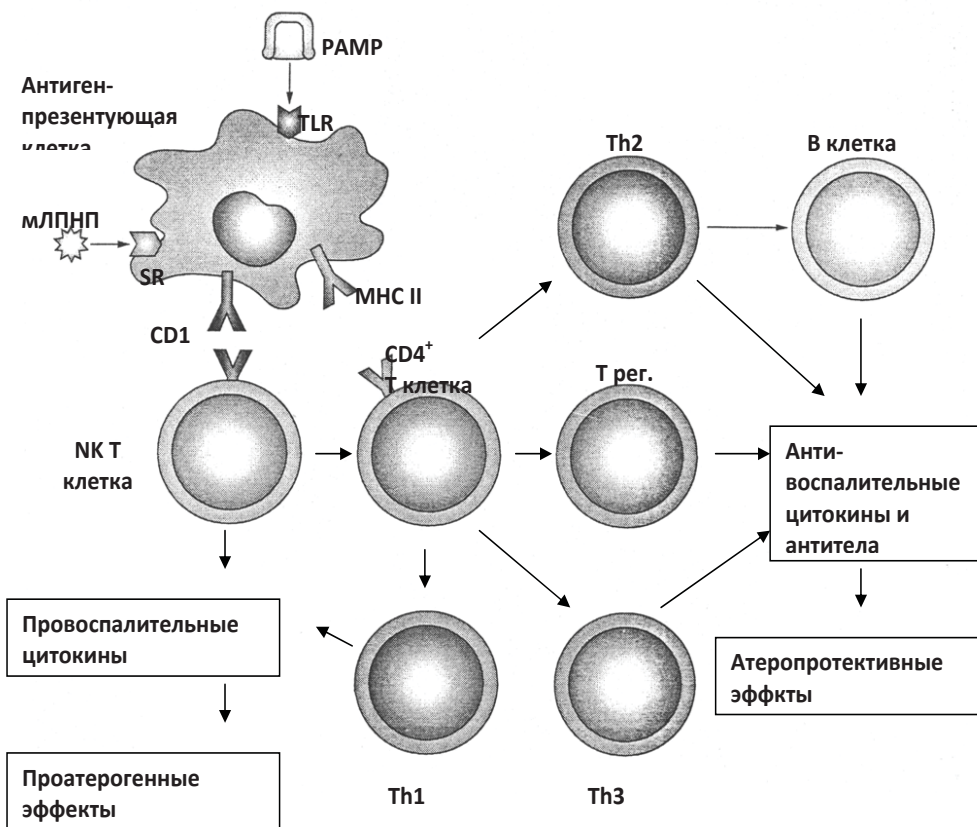 PAMP
Антиген-
презентующая
клетка
TLR
Th2
В клетка
мЛПНП
SR
MHC II
CD1
CD4+
Т клетка
Т рег.
NK T
клетка
Анти-
воспалительные
цитокины и
антитела
Провоспалительные
цитокины
Атеропротективные
эффкты
Проатерогенные
эффекты
Th1
Th3